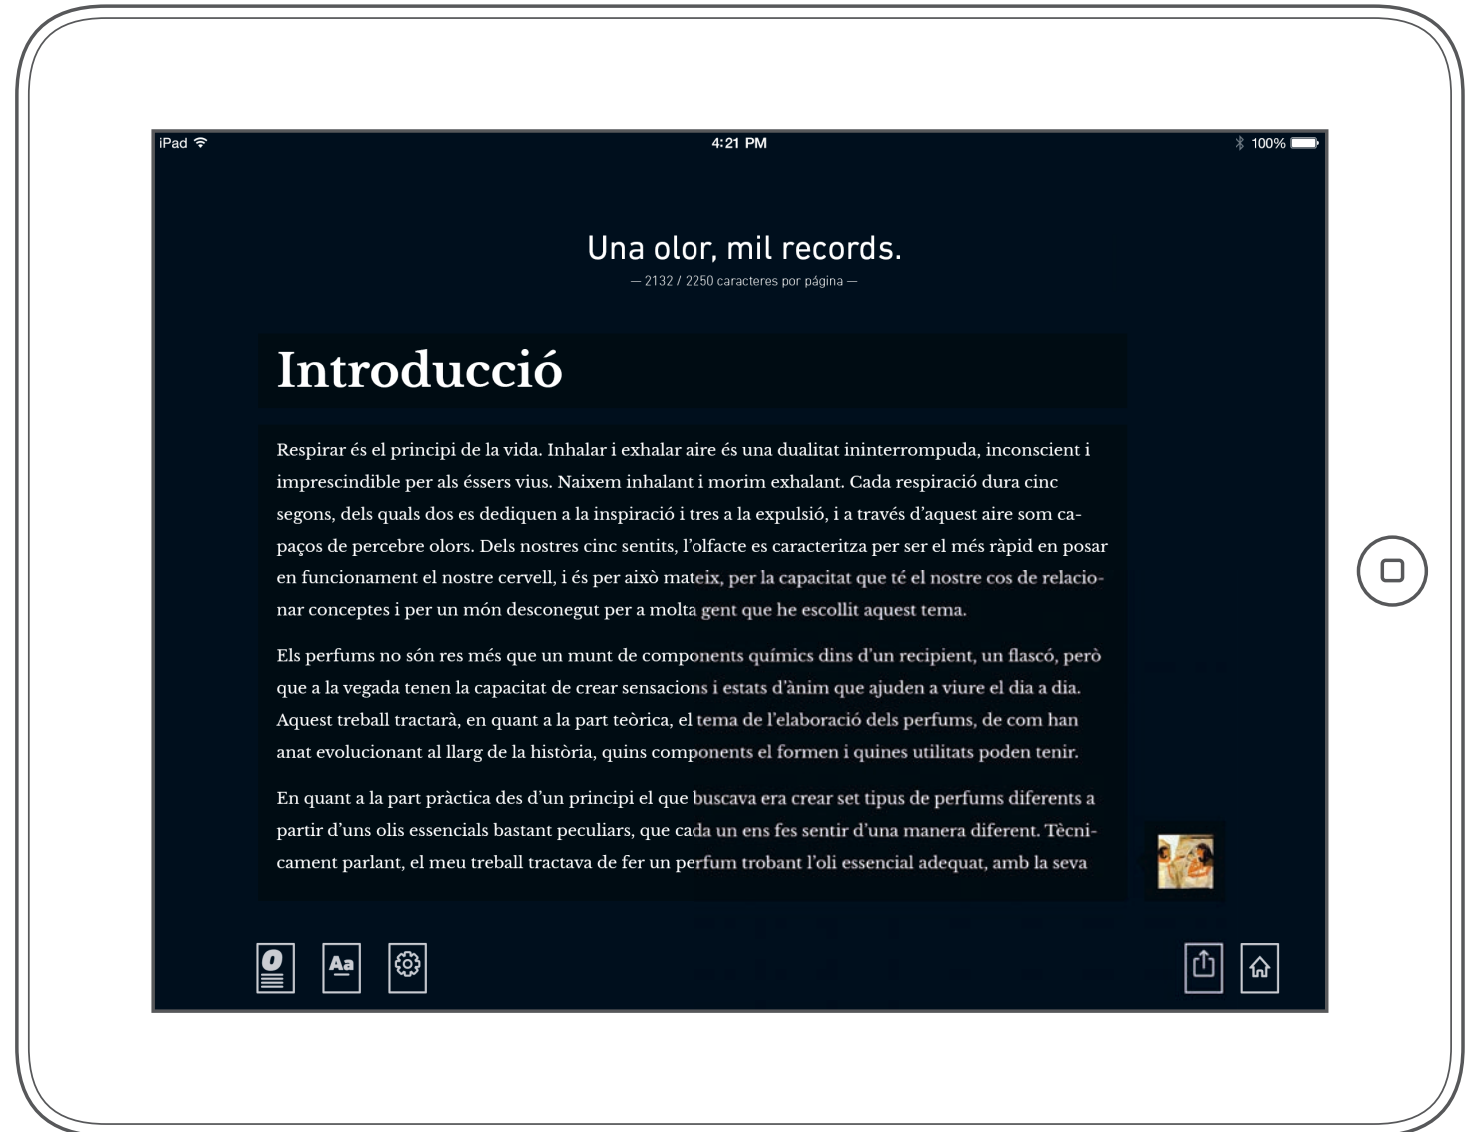 iPad
4:21 PM
100%
Una olor, mil records.
— 2132 / 2250 caracteres por página —
Introducció
Respirar és el principi de la vida. Inhalar i exhalar aire és una dualitat ininterrompuda, inconscient i
imprescindible per als éssers vius. Naixem inhalant i morim exhalant. Cada respiració dura cinc
segons, dels quals dos es dediquen a la inspiració i tres a la expulsió, i a través d’aquest aire som ca-
paços de percebre olors. Dels nostres cinc sentits, l’olfacte es caracteritza per ser el més ràpid en posar
en funcionament el nostre cervell, i és per això mateix, per la capacitat que té el nostre cos de relacio-
nar conceptes i per un món desconegut per a molta gent que he escollit aquest tema.
Els perfums no són res més que un munt de components químics dins d’un recipient, un flascó, però
que a la vegada tenen la capacitat de crear sensacions i estats d’ànim que ajuden a viure el dia a dia.
Aquest treball tractarà, en quant a la part teòrica, el tema de l’elaboració dels perfums, de com han
anat evolucionant al llarg de la història, quins components el formen i quines utilitats poden tenir.
En quant a la part pràctica des d’un principi el que buscava era crear set tipus de perfums diferents a
partir d’uns olis essencials bastant peculiars, que cada un ens fes sentir d’una manera diferent. Tècni-
cament parlant, el meu treball tractava de fer un perfum trobant l’oli essencial adequat, amb la seva
O
Aa